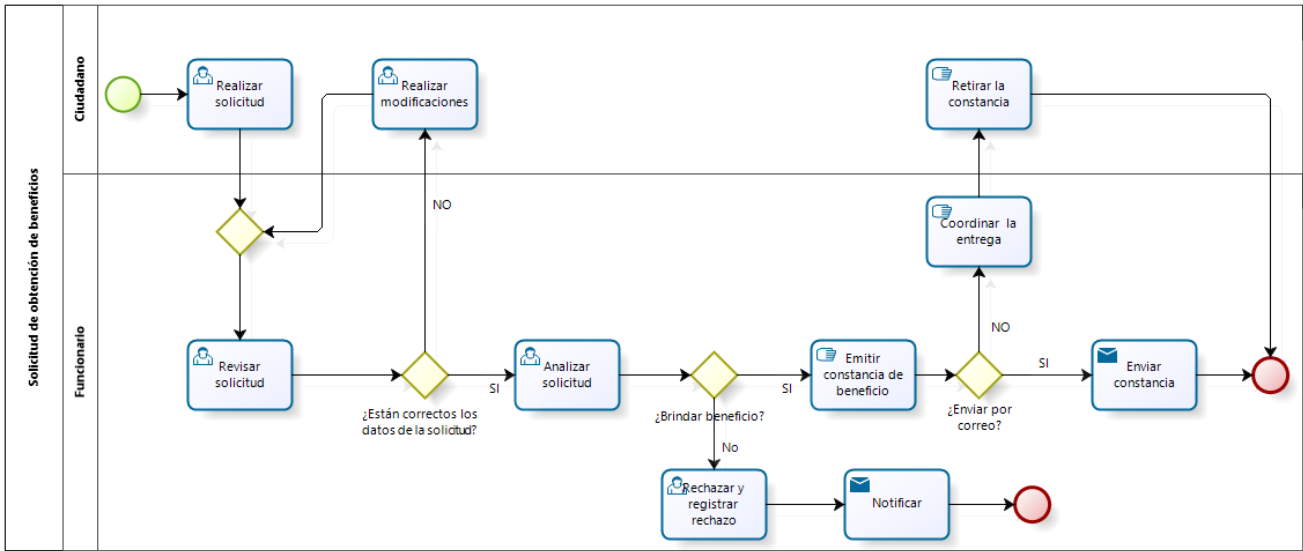 Solicitud de obtención de beneficios
Ciudadano
Realizar
solicitud
Realizar
modificaciones
Retirar la
constancia
Funcionario
NO
Coordinar la
entrega
Revisar
solicitud
¿Están correctos los
datos de la solicitud?
SI
Analizar
solicitud
¿Brindar beneficio?
SI
No
Emitir
constancia de
beneficio
¿Enviar por
correo?
NO
SI
Enviar
constancia
Rechazar y
registrar
rechazo
Notificar